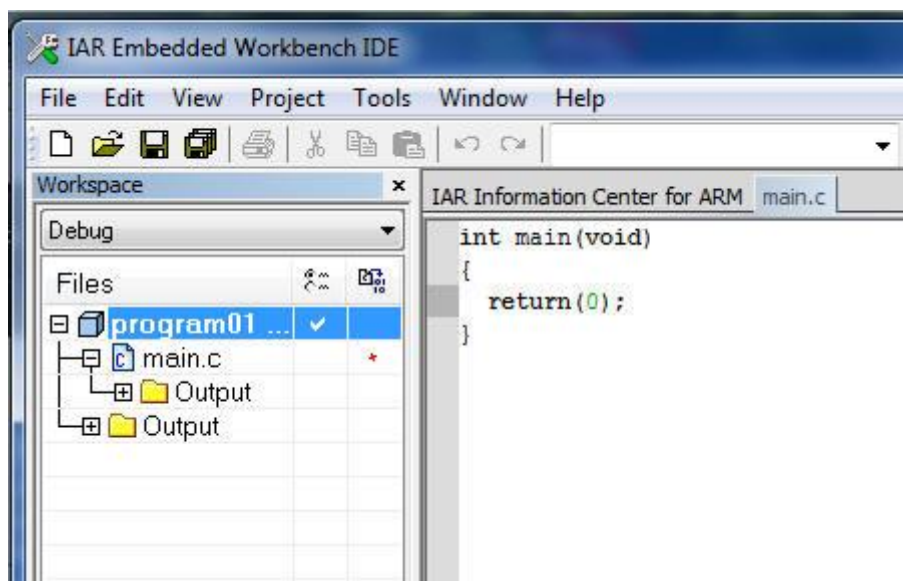 IAR Embedded Workbench IDE
File Edit View Project Tools Window Help
Workspace
IAR Information Center for ARM main.c
Debug
Files
program01 ...
main.c
Output
Output
int main(void)
{
return(0);
}